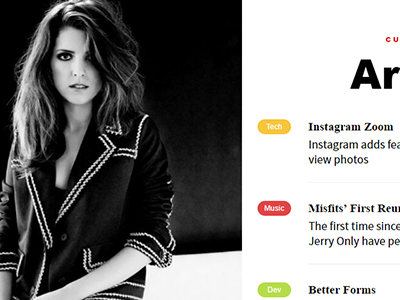 CU
Ar
Tech
Instagram Zoom
Instagram adds fea
view photos
Music
Misfits' First Reu
The first time since
Jerry Only have pe
Dev
Better Forms